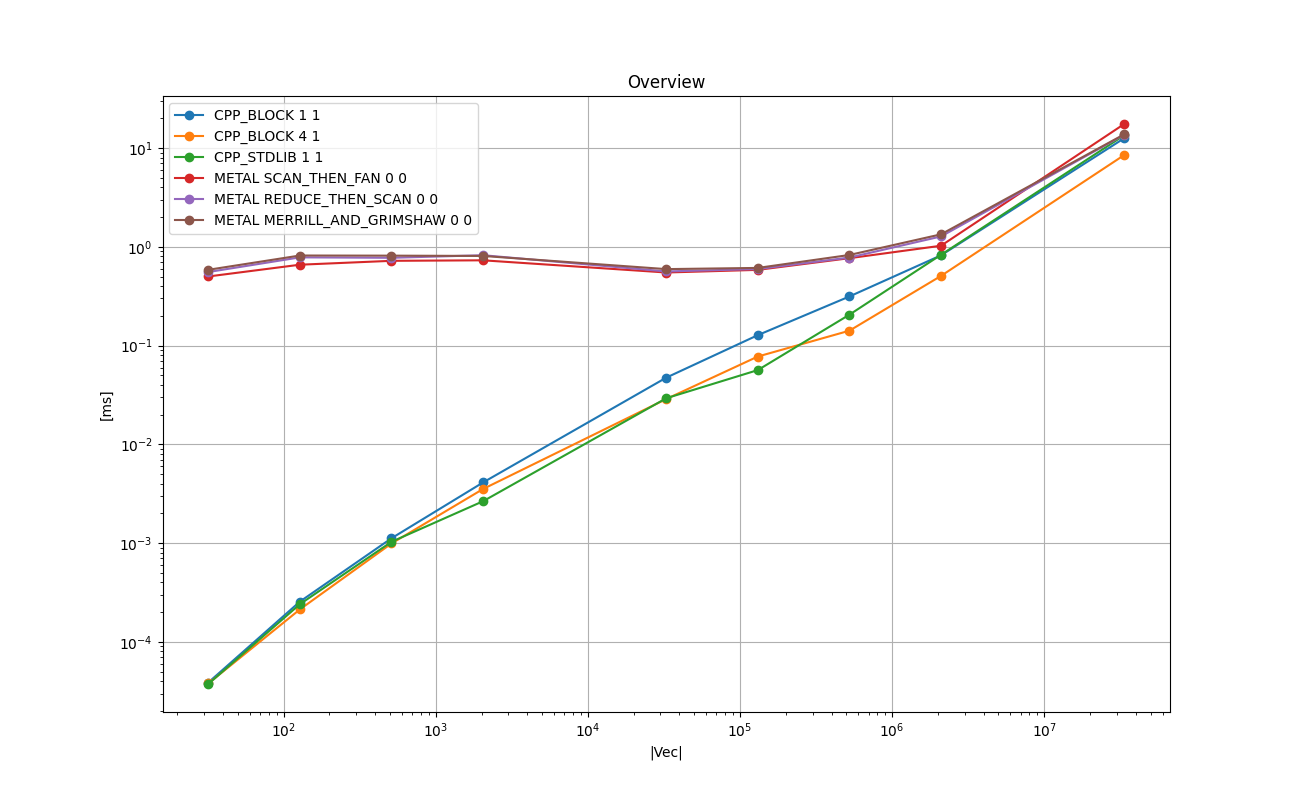 Overview
CPP_BLOCK 1 1
CPP_BLOCK 4 1
CPP_STDLIB 1 1
METAL SCAN_THEN_FAN 0 0
METAL REDUCE_THEN_SCAN 0 0
METAL MERRILL_AND_GRIMSHAW 0 0
10¹
10⁰
10⁻¹
10⁻²
10⁻³
10⁻⁴
[ms]
10² 10³ 10⁴ 10⁵ 10⁶ 10⁷
|Vec|